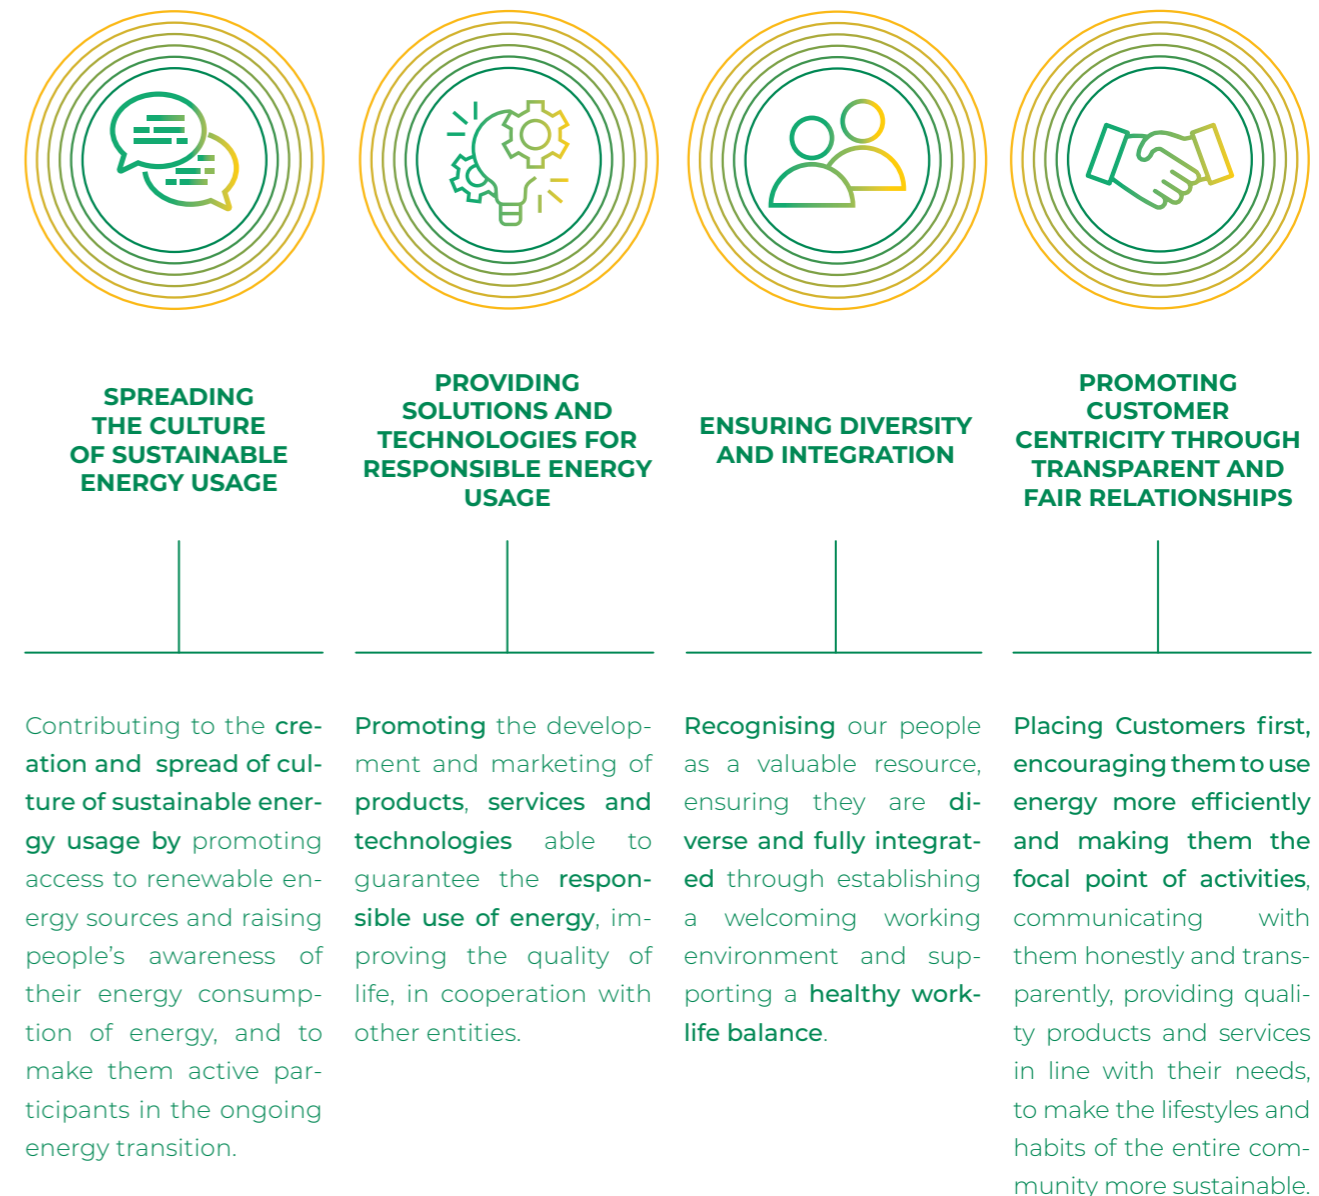 SPREADING
THE CULTURE
OF SUSTAINABLE
ENERGY USAGE
PROVIDING
SOLUTIONS AND
TECHNOLOGIES FOR
RESPONSIBLE ENERGY
USAGE
ENSURING DIVERSITY
AND INTEGRATION
PROMOTING
CUSTOMER
CENTRICITY THROUGH
TRANSPARENT AND
FAIR RELATIONSHIPS
Contributing to the cre-
ation and spread of cul-
ture of sustainable ener-
gy usage by promoting
access to renewable en-
ergy sources and raising
people’s awareness of
their energy consump-
tion of energy, and to
make them active par-
ticipants in the ongoing
energy transition.
Promoting the develop-
ment and marketing of
products, services and
technologies able to
guarantee the respon-
sible use of energy, im-
proving the quality of
life, in cooperation with
other entities.
Recognising our people
as a valuable resource,
ensuring they are di-
verse and fully integrat-
ed through establishing
a welcoming working
environment and sup-
porting a healthy work-
life balance.
Placing Customers first,
encouraging them to use
energy more efficiently
and making them the
focal point of activities,
communicating with
them honestly and trans-
parently, providing quali-
ty products and services
in line with their needs,
to make the lifestyles and
habits of the entire com-
munity more sustainable.